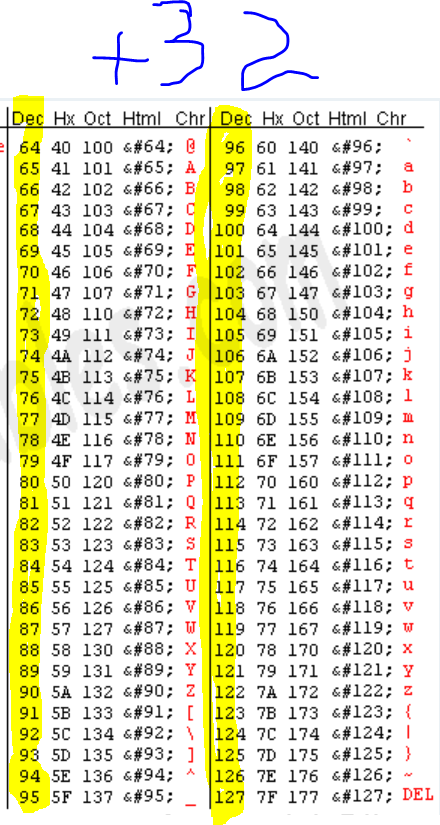 +32
Dec Hx Oct Html Chr Dec Hx Oct Html Chr
e 64 40 100 &#64; @ 96 60 140 &#96; `
65 41 101 &#65; A 97 61 141 &#97; a
66 42 102 &#66; B 98 62 142 &#98; b
67 43 103 &#67; C 99 63 143 &#99; c
68 44 104 &#68; D 100 64 144 &#100; d
69 45 105 &#69; E 101 65 145 &#101; e
70 46 106 &#70; F 102 66 146 &#102; f
71 47 107 &#71; G 103 67 147 &#103; g
72 48 110 &#72; H 104 68 150 &#104; h
73 49 111 &#73; I 105 69 151 &#105; i
74 4A 112 &#74; J 106 6A 152 &#106; j
75 4B 113 &#75; K 107 6B 153 &#107; k
76 4C 114 &#76; L 108 6C 154 &#108; l
77 4D 115 &#77; M 109 6D 155 &#109; m
78 4E 116 &#78; N 110 6E 156 &#110; n
79 4F 117 &#79; O 111 6F 157 &#111; o
80 50 120 &#80; P 112 70 160 &#112; p
81 51 121 &#81; Q 113 71 161 &#113; q
82 52 122 &#82; R 114 72 162 &#114; r
83 53 123 &#83; S 115 73 163 &#115; s
84 54 124 &#84; T 116 74 164 &#116; t
85 55 125 &#85; U 117 75 165 &#117; u
86 56 126 &#86; V 118 76 166 &#118; v
87 57 127 &#87; W 119 77 167 &#119; w
88 58 130 &#88; X 120 78 170 &#120; x
89 59 131 &#89; Y 121 79 171 &#121; y
90 5A 132 &#90; Z 122 7A 172 &#122; z
91 5B 133 &#91; [ 123 7B 173 &#123; {
92 5C 134 &#92; \ 124 7C 174 &#124; |
93 5D 135 &#93; ] 125 7D 175 &#125; }
94 5E 136 &#94; ^ 126 7E 176 &#126; ~
95 5F 137 &#95; _ 127 7F 177 &#127; DEL